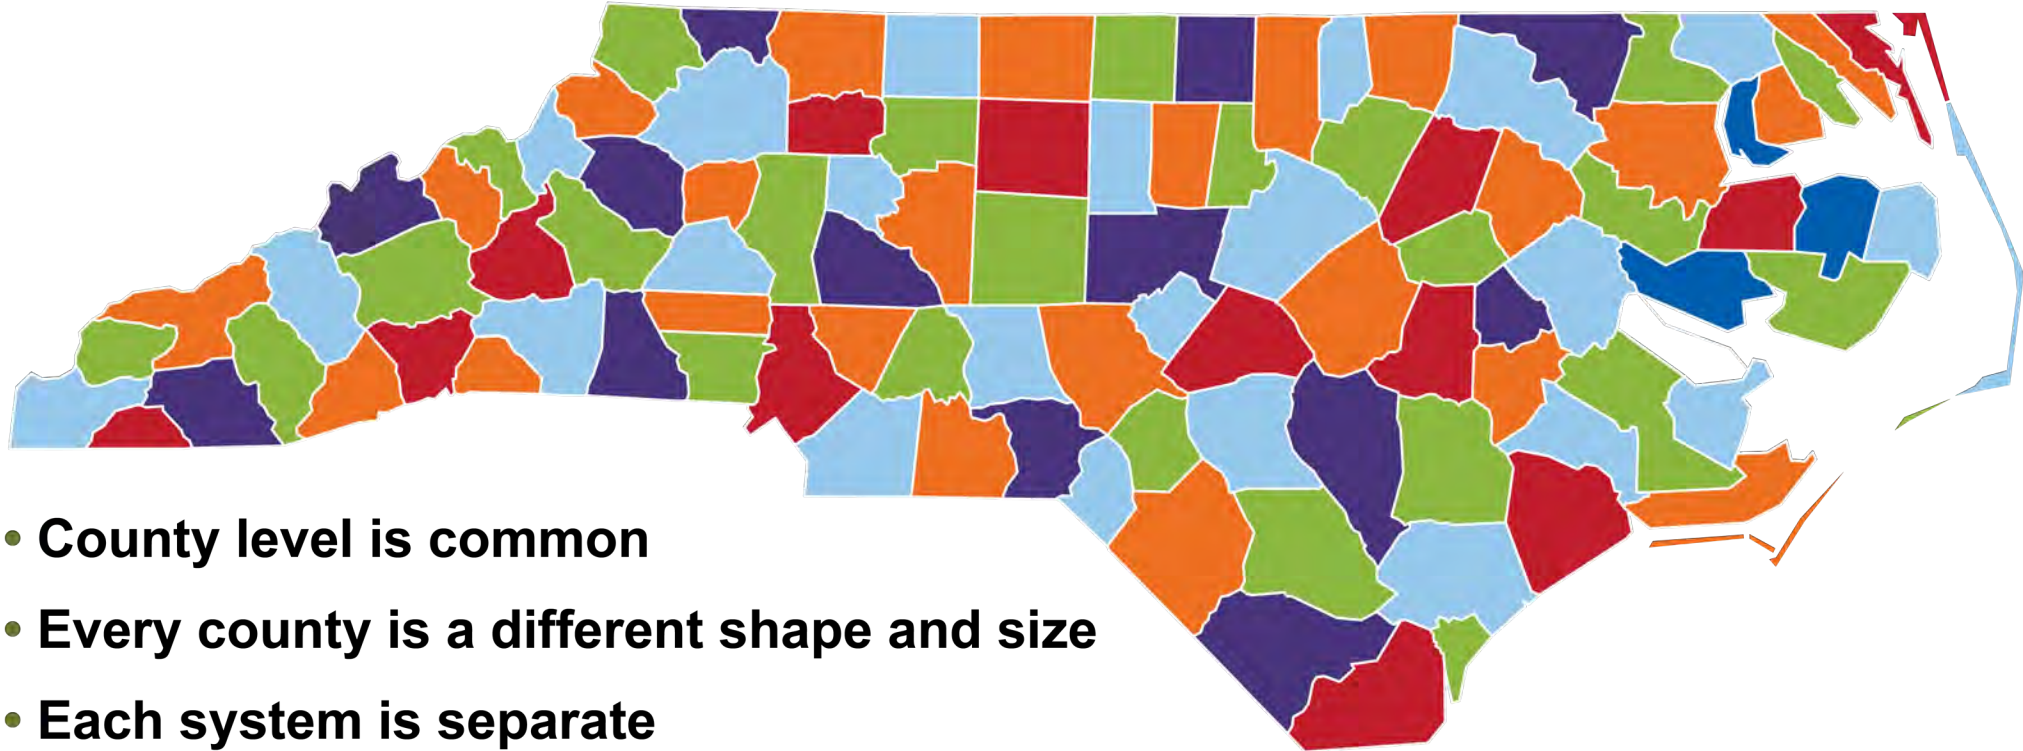 • County level is common
• Every county is a different shape and size
• Each system is separate